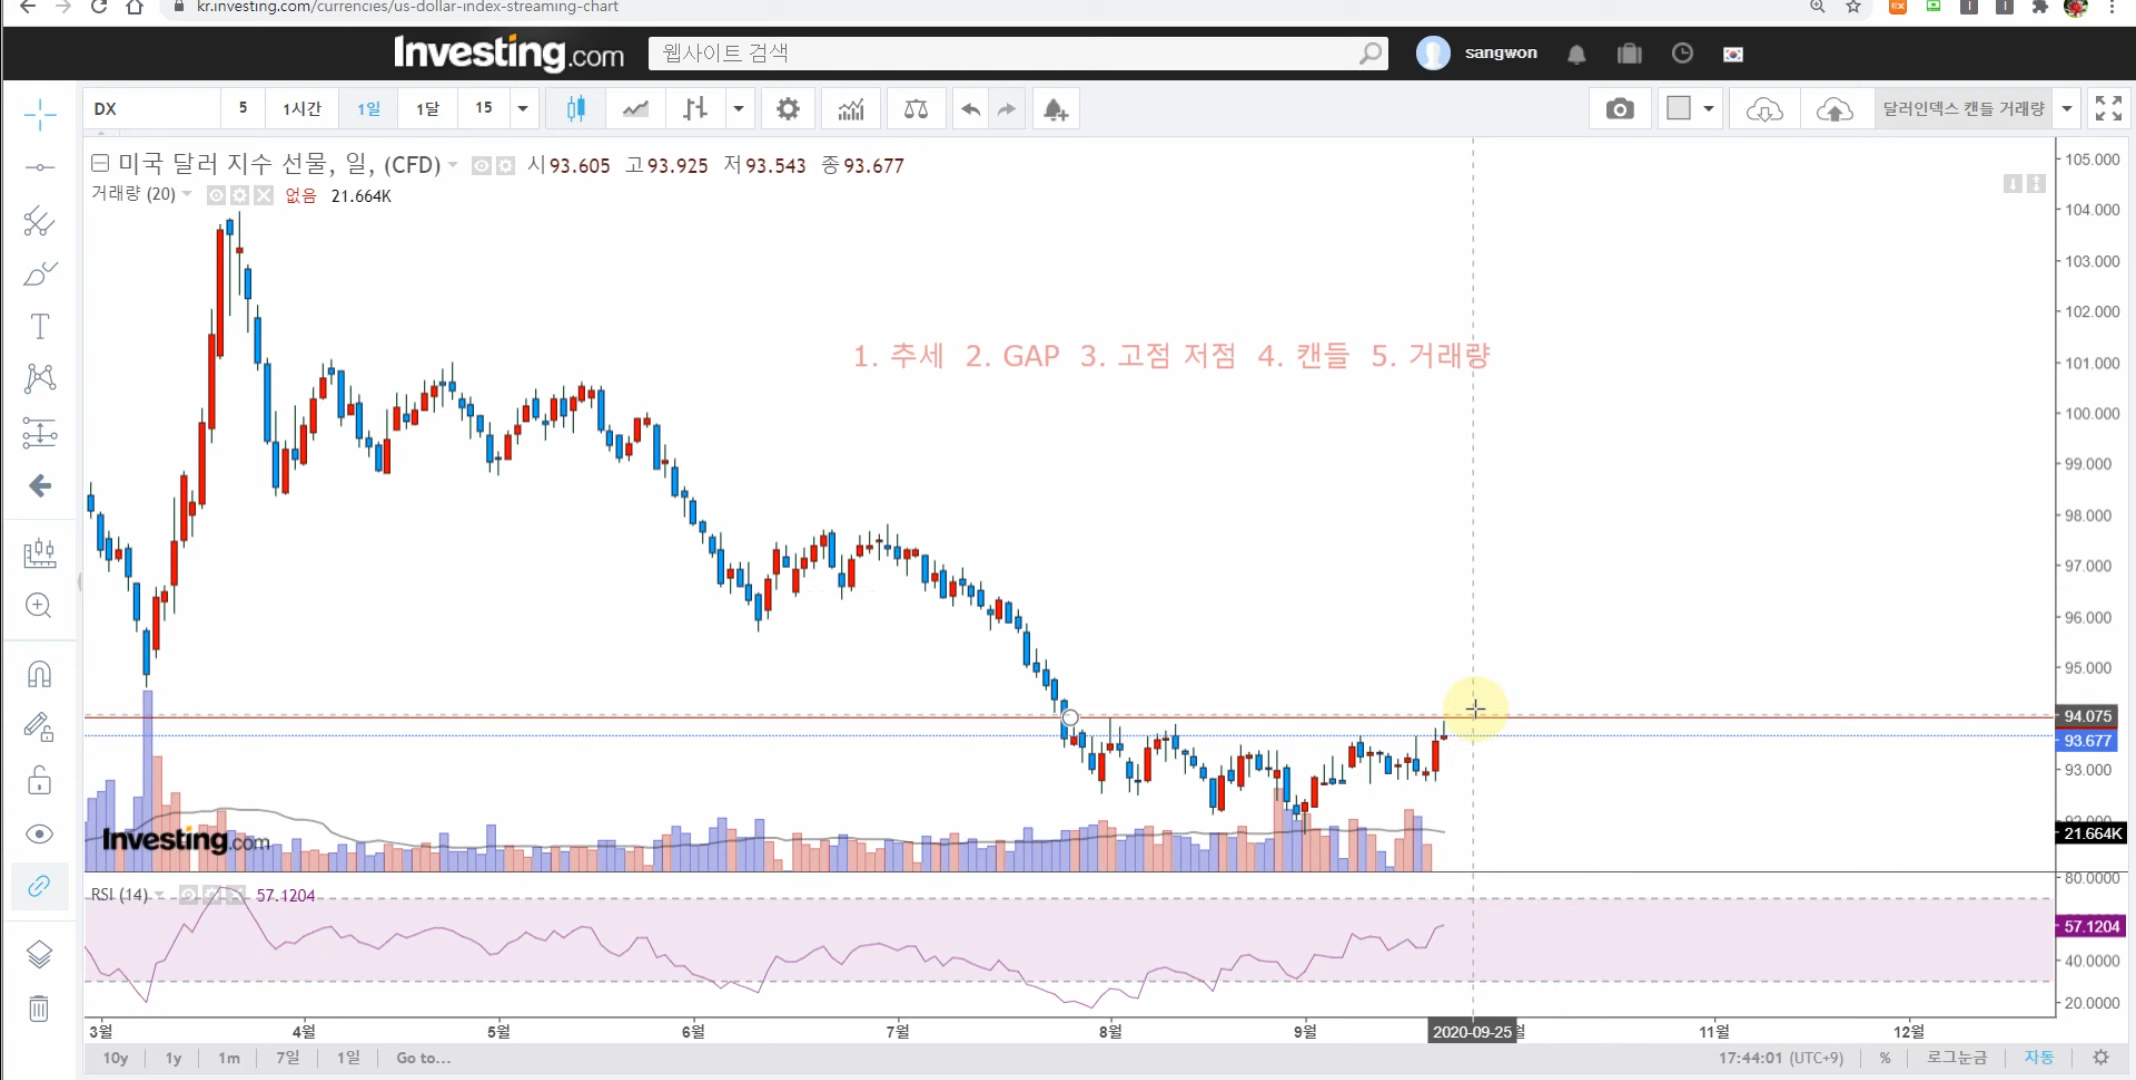 kr.investing.com/currencies/us-dollar-index-streaming-chart
Investing.com 웹사이트 검색 sangwon
DX 5 1시간 1일 1달 15 달러인덱스 캔들 거래량
미국 달러 지수 선물, 일, (CFD) 시93.605 고93.925 저93.543 종93.677
거래량 (20) 없음 21.664K
105.000
104.000
103.000
102.000
1. 추세 2. GAP 3. 고점 저점 4. 캔들 5. 거래량
101.000
100.000
99.000
98.000
97.000
96.000
95.000
94.075
93.677
93.000
21.664K
Investing.com
80.0000
RSI (14) 57.1204
57.1204
40.0000
20.0000
3월 4월 5월 6월 7월 8월 9월 2020-09-25 11월 12월
10y 1y 1m 7일 1일 Go to... 17:44:01 (UTC+9) % 로그눈금 자동